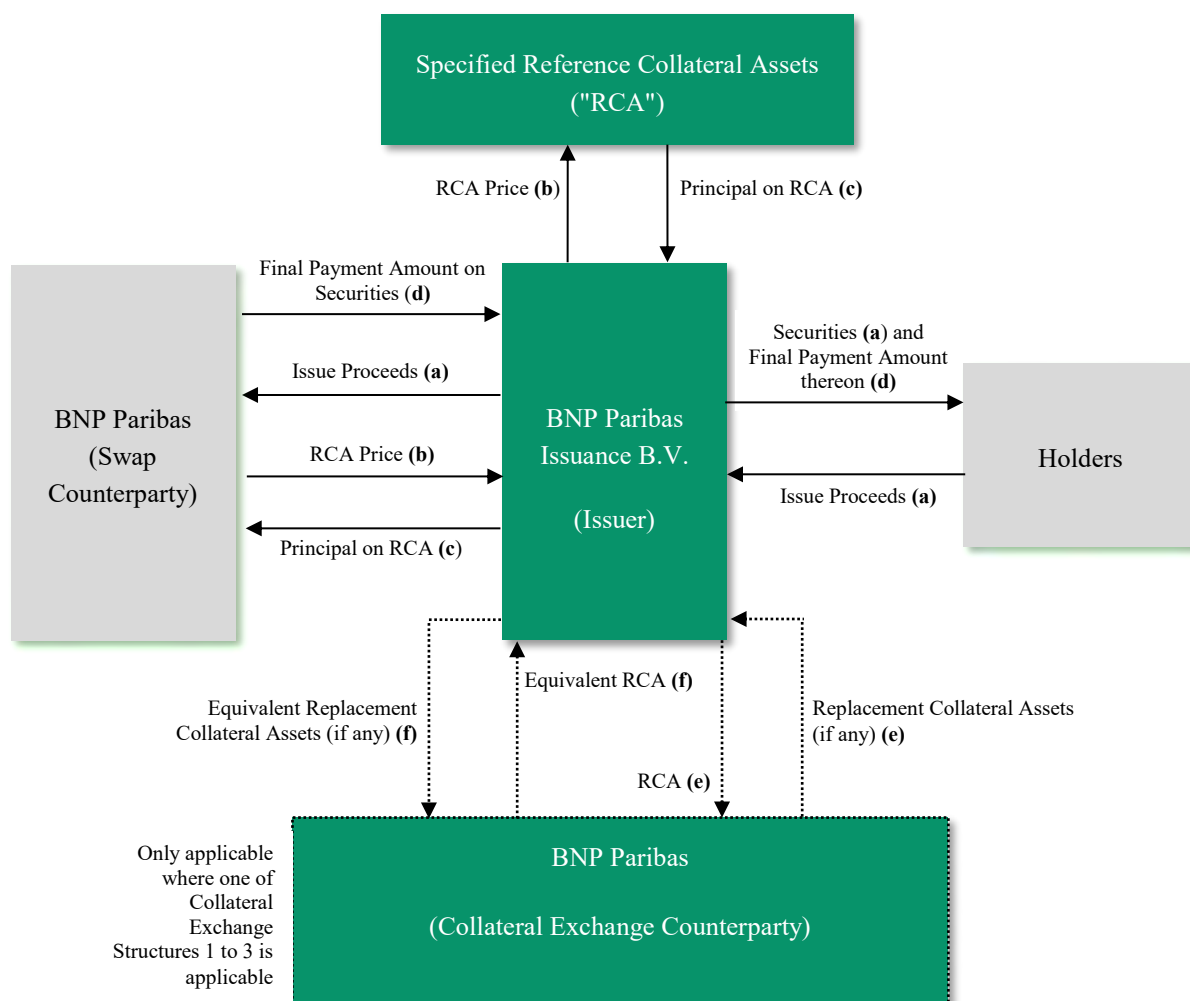 Specified Reference Collateral Assets
("RCA")
RCA Price (b)
Principal on RCA (c)
Final Payment Amount on
Securities (d)
Issue Proceeds (a)
RCA Price (b)
Principal on RCA (c)
BNP Paribas
(Swap
Counterparty)
BNP Paribas
Issuance B.V.
(Issuer)
Securities (a) and
Final Payment Amount
thereon (d)
Issue Proceeds (a)
Holders
Equivalent Replacement
Collateral Assets (if any) (f)
Equivalent RCA (f)
RCA (e)
Replacement Collateral Assets
(if any) (e)
Only applicable
where one of
Collateral
Exchange
Structures 1 to 3 is
applicable
BNP Paribas
(Collateral Exchange Counterparty)